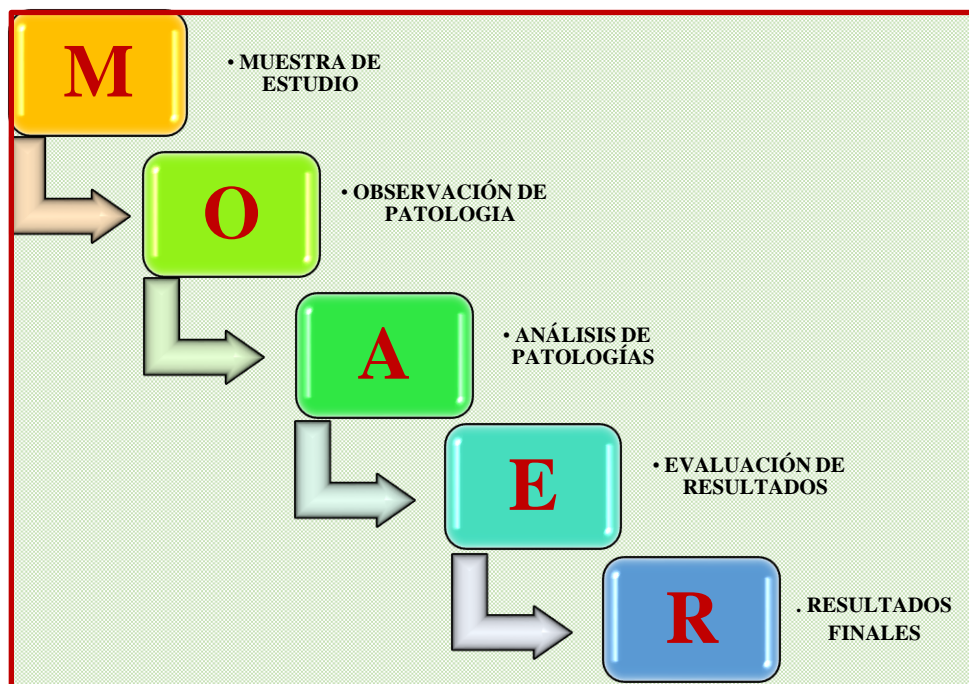 M
• MUESTRA DE
ESTUDIO
O
• OBSERVACIÓN DE
PATOLOGIA
A
• ANÁLISIS DE
PATOLOGÍAS
E
• EVALUACIÓN DE
RESULTADOS
R
. RESULTADOS
FINALES